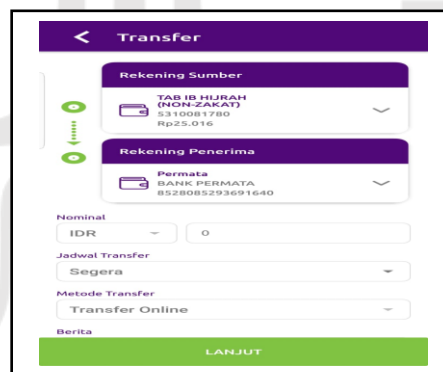 Transfer
Rekening Sumber
TAB IB HIJRAH
(NON-ZAKAT)
5310081780
Rp25.016
Rekening Penerima
Permata
BANK PERMATA
8528085293691640
Nominal
IDR 0
Jadwal Transfer
Segera
Metode Transfer
Transfer Online
Berita
LANJUT